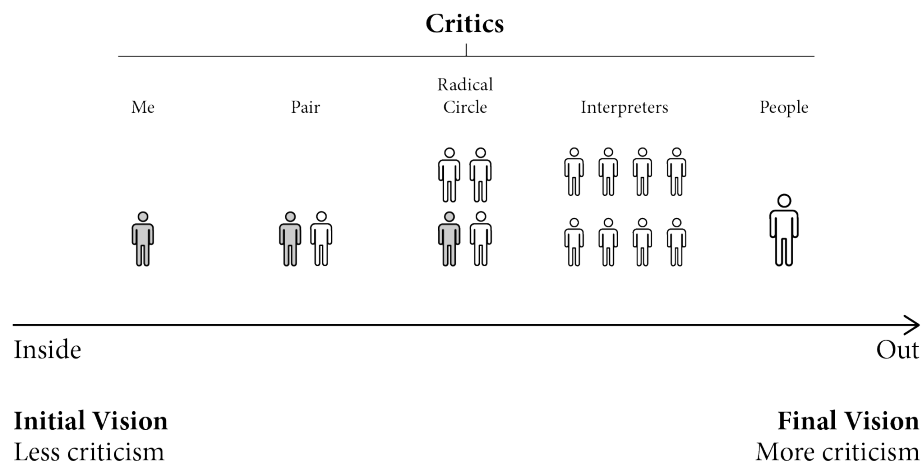 Critics
Me
Pair
Radical
Circle
Interpreters
People
Inside
Out
Initial Vision
Less criticism
Final Vision
More criticism